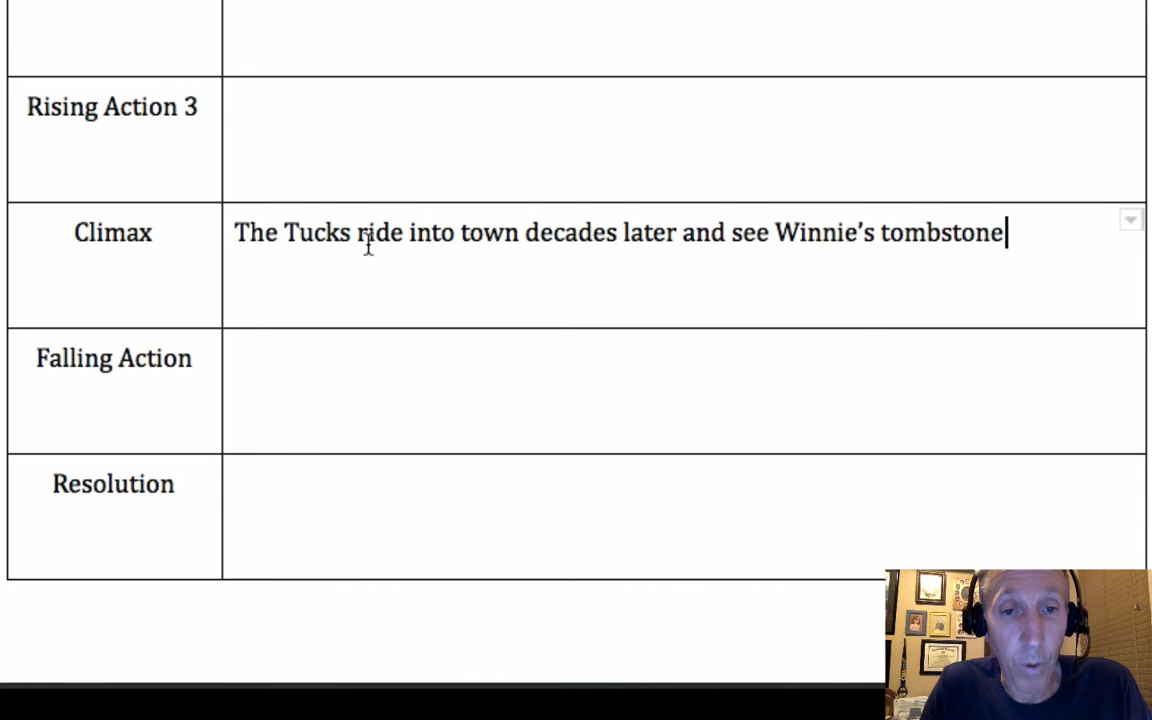 Rising Action 3
Climax
The Tucks ride into town decades later and see Winnie’s tombstone
Falling Action
Resolution